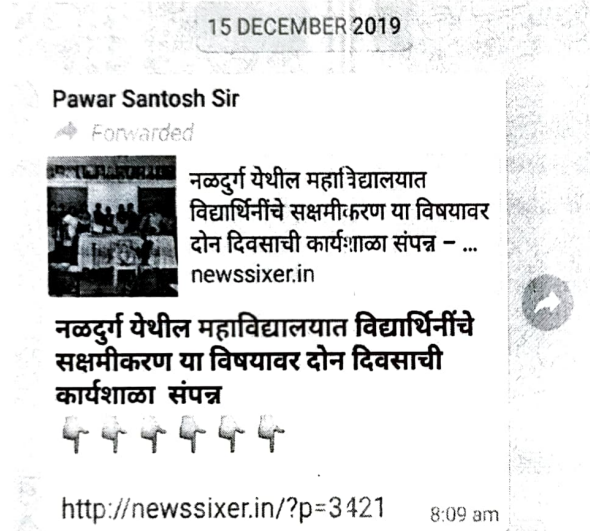 15 DECEMBER 2019
Pawar Santosh Sir
Forwarded
नळदुर्ग येथील महाविद्यालयात
विद्यार्थिनींचे सक्षमीकरण या विषयावर
दोन दिवसाची कार्यशाळा संपन्न – ...
newssixer.in
नळदुर्ग येथील महाविद्यालयात विद्यार्थिनींचे
सक्षमीकरण या विषयावर दोन दिवसाची
कार्यशाळा संपन्न
👇👇👇👇👇👇
http://newssixer.in/?p=3421
8:09 am